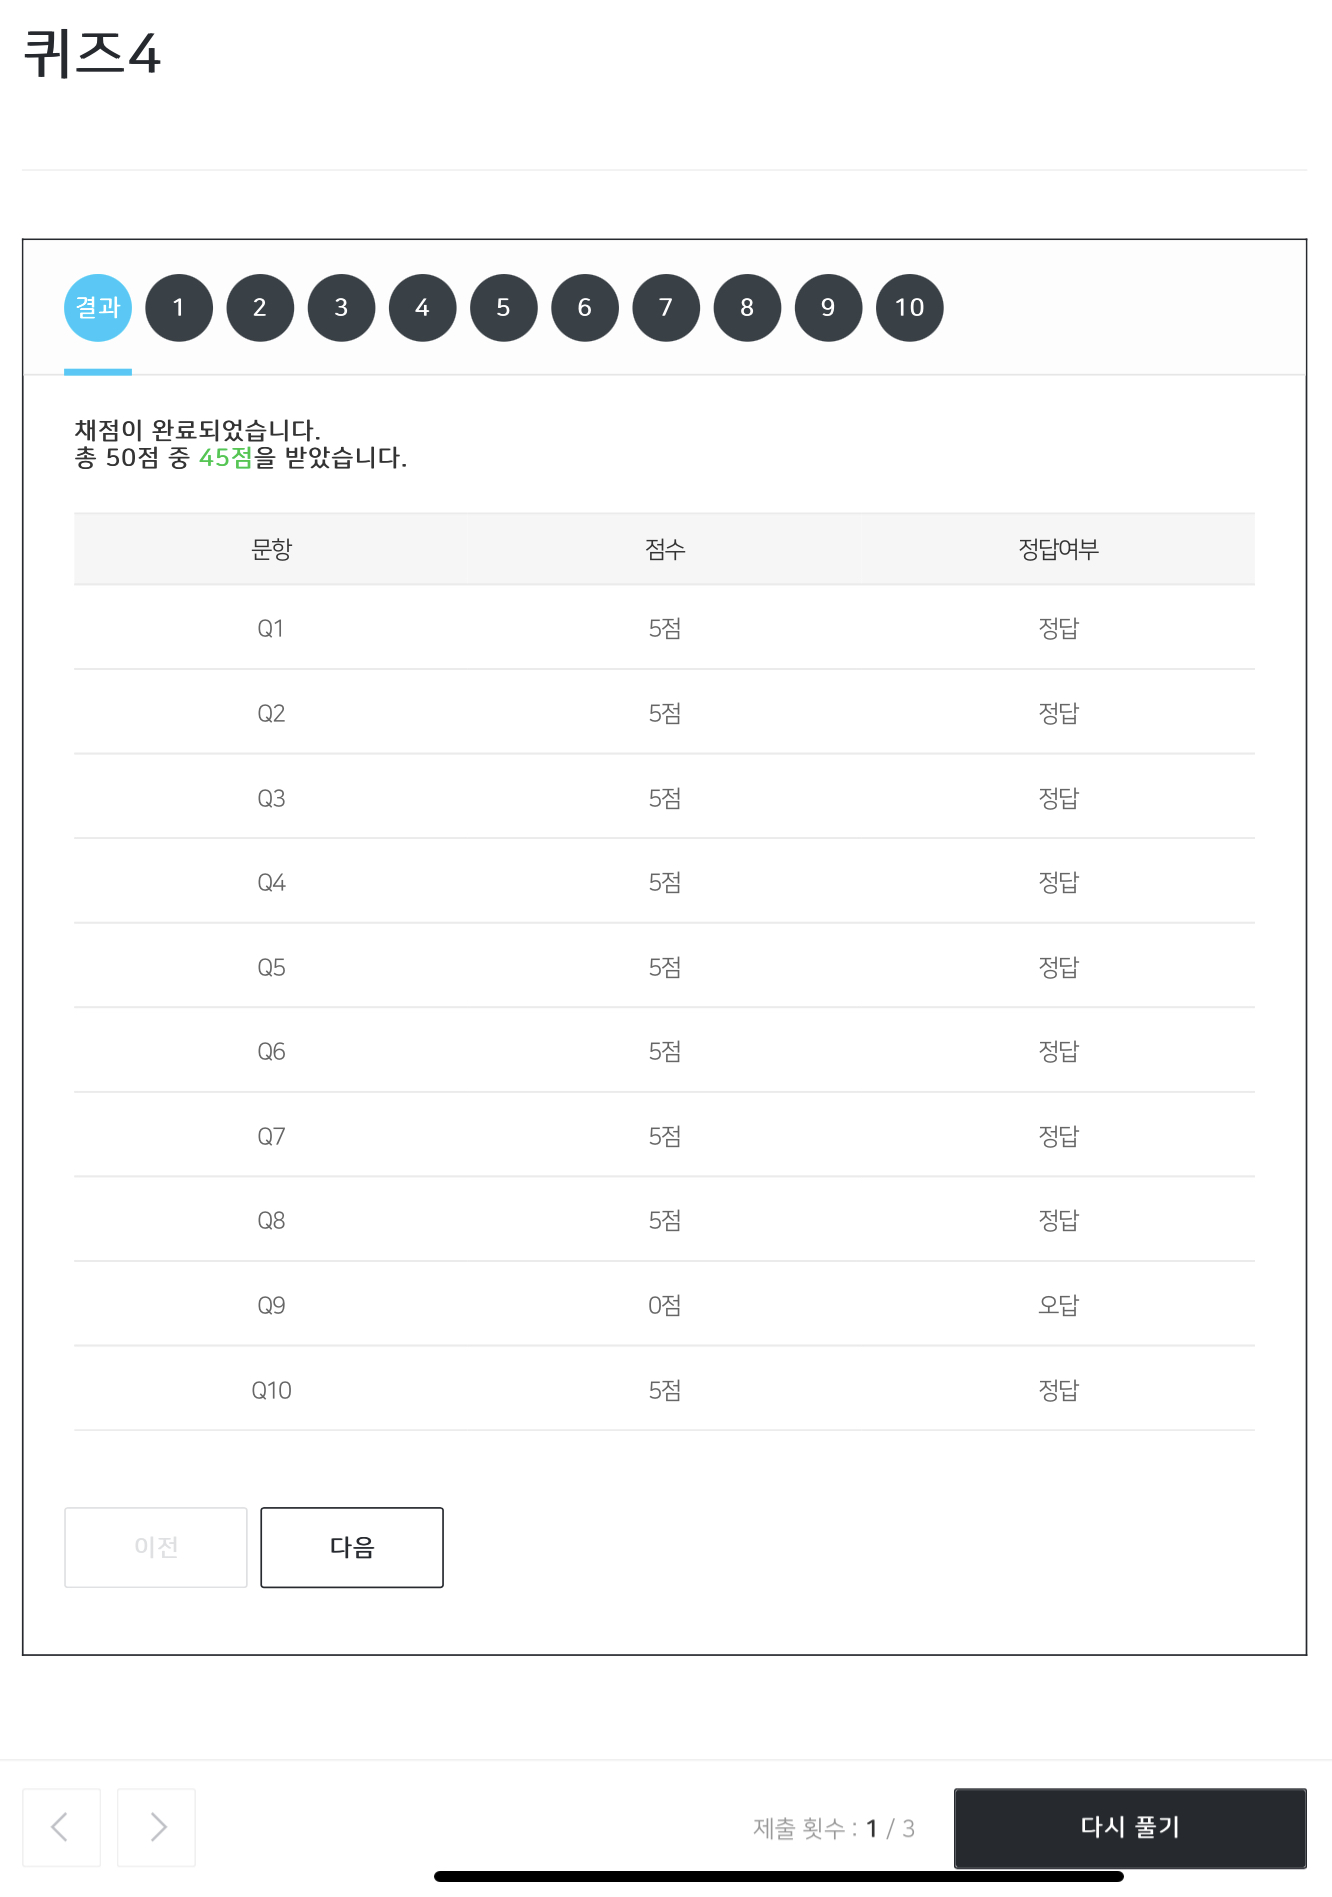 퀴즈4
결과 1 2 3 4 5 6 7 8 9 10
채점이 완료되었습니다.
총 50점 중 45점을 받았습니다.
문항 점수 정답여부
Q1 5점 정답
Q2 5점 정답
Q3 5점 정답
Q4 5점 정답
Q5 5점 정답
Q6 5점 정답
Q7 5점 정답
Q8 5점 정답
Q9 0점 오답
Q10 5점 정답
이전 다음
제출 횟수 : 1 / 3 다시 풀기